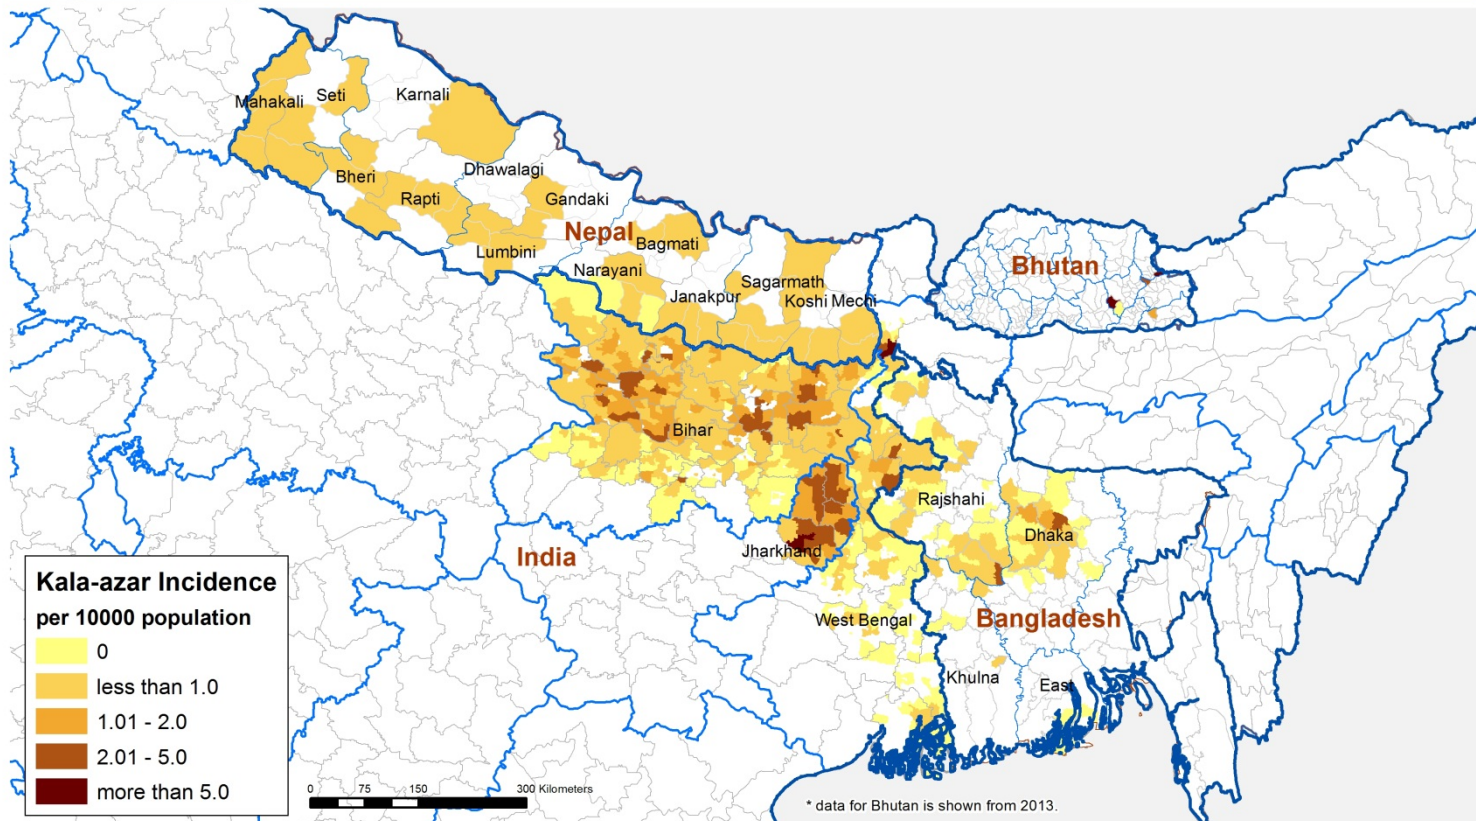 Mahakali
Seti
Karnali
Dhawalagi
Bheri
Rapti
Gandaki
Nepal
Bagmati
Lumbini
Narayani
Sagarmath
Janakpur
Koshi Mechi
Bhutan
Bihar
Rajshahi
Dhaka
Jharkhand
India
West Bengal
Bangladesh
Khulna
East
Kala-azar Incidence
per 10000 population
0
less than 1.0
1.01 - 2.0
2.01 - 5.0
more than 5.0
0 75 150 300 Kilometers
* data for Bhutan is shown from 2013.